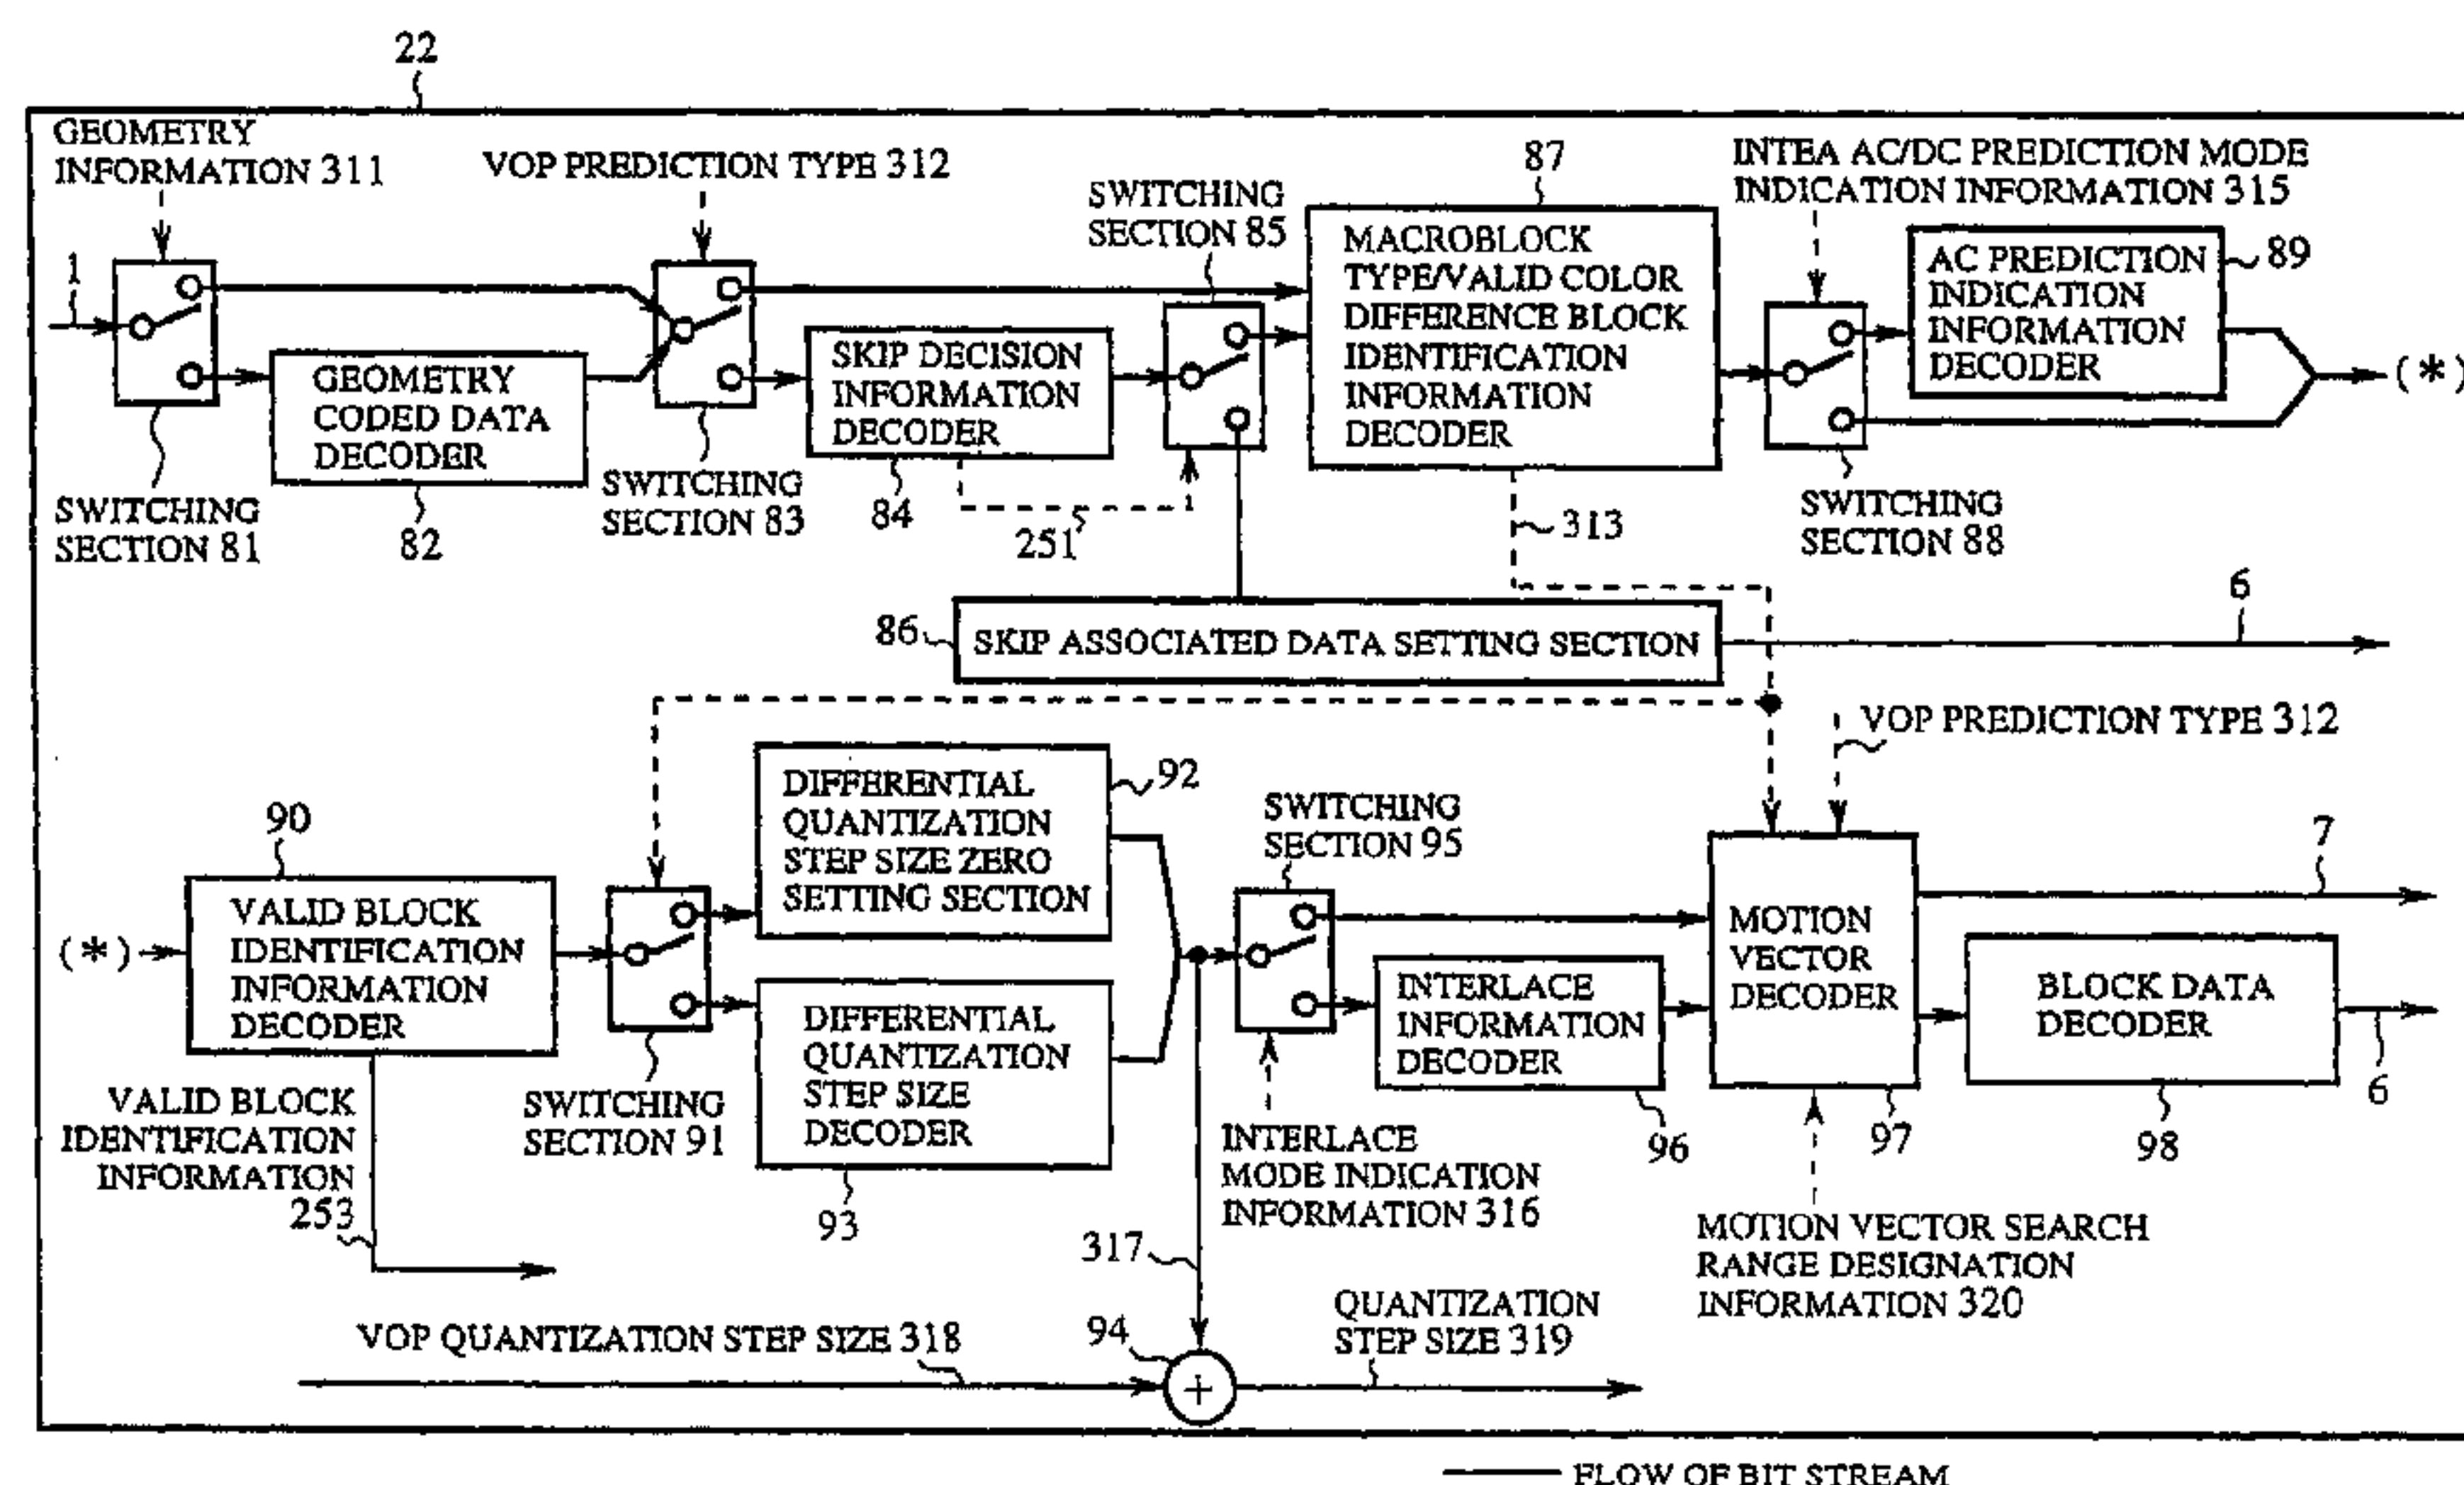 22
GEOMETRY
INFORMATION 311
VOP PREDICTION TYPE 312
SWITCHING
SECTION 85
87
INTEA AC/DC PREDICTION MODE
INDICATION INFORMATION 315
1
MACROBLOCK
TYPE/VALID COLOR
DIFFERENCE BLOCK
IDENTIFICATION
INFORMATION
DECODER
AC PREDICTION
INDICATION
INFORMATION
DECODER
89
(*)
GEOMETRY
CODED DATA
DECODER
SKIP DECISION
INFORMATION
DECODER
SWITCHING
SECTION 81
82
SWITCHING
SECTION 83
84
251
313
SWITCHING
SECTION 88
86
SKIP ASSOCIATED DATA SETTING SECTION
6
VOP PREDICTION TYPE 312
90
DIFFERENTIAL
QUANTIZATION
STEP SIZE ZERO
SETTING SECTION
92
SWITCHING
SECTION 95
7
(*)
VALID BLOCK
IDENTIFICATION
INFORMATION
DECODER
DIFFERENTIAL
QUANTIZATION
STEP SIZE
DECODER
INTERLACE
INFORMATION
DECODER
MOTION
VECTOR
DECODER
BLOCK DATA
DECODER
6
VALID BLOCK
IDENTIFICATION
INFORMATION
253
SWITCHING
SECTION 91
93
INTERLACE
MODE INDICATION
INFORMATION 316
96
97
98
317
MOTION VECTOR SEARCH
RANGE DESIGNATION
INFORMATION 320
VOP QUANTIZATION STEP SIZE 318
94
+
QUANTIZATION
STEP SIZE 319
FLOW OF BIT STREAM